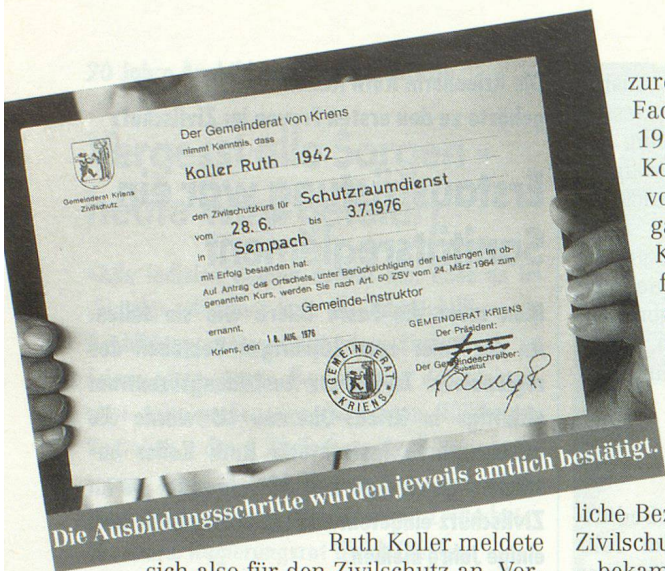 Gemeinderat Kriens
Zivilschutz
Der Gemeinderat von Kriens
nimmt Kenntnis, dass
Koller Ruth 1942
den Zivilschutzkurs für Schutzraumdienst
vom 28. 6. bis 3.7.1976
in Sempach
mit Erfolg bestanden hat.
Auf Antrag des Ortschefs, unter Berücksichtigung der Leistungen im ob-
genannten Kurs, werden Sie nach Art. 50 ZSV vom 24. März 1964 zum
Gemeinde-Instruktor
ernannt.
Kriens, den 18. AUG. 1976
GEMEINDERAT KRIENS
Der Präsident:
Der Gemeindeschreiber:
Substitut
GEMEINDERAT
KRIENS
Die Ausbildungsschritte wurden jeweils amtlich bestätigt.
Ruth Koller meldete
sich also für den Zivilschutz an. Vor-
zur
Fac
19
Ko
vo
g
K
f
liche Bez
Zivilschu
bekam